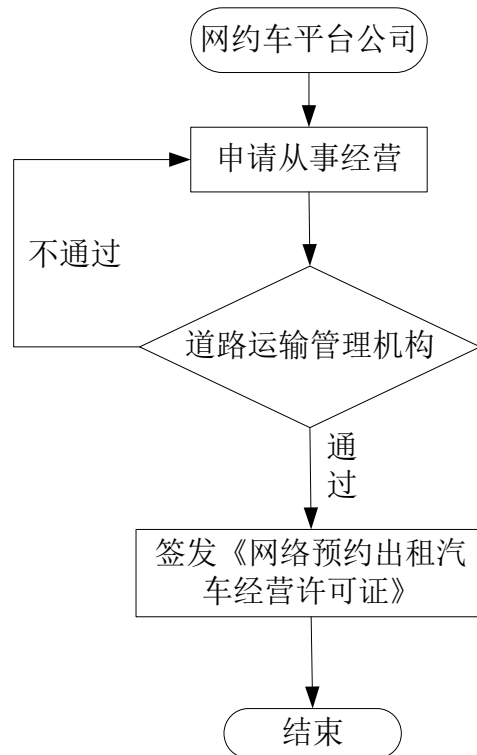 网约车平台公司
申请从事经营
不通过
道路运输管理机构
通
过
签发《网络预约出租汽
车经营许可证》
结束